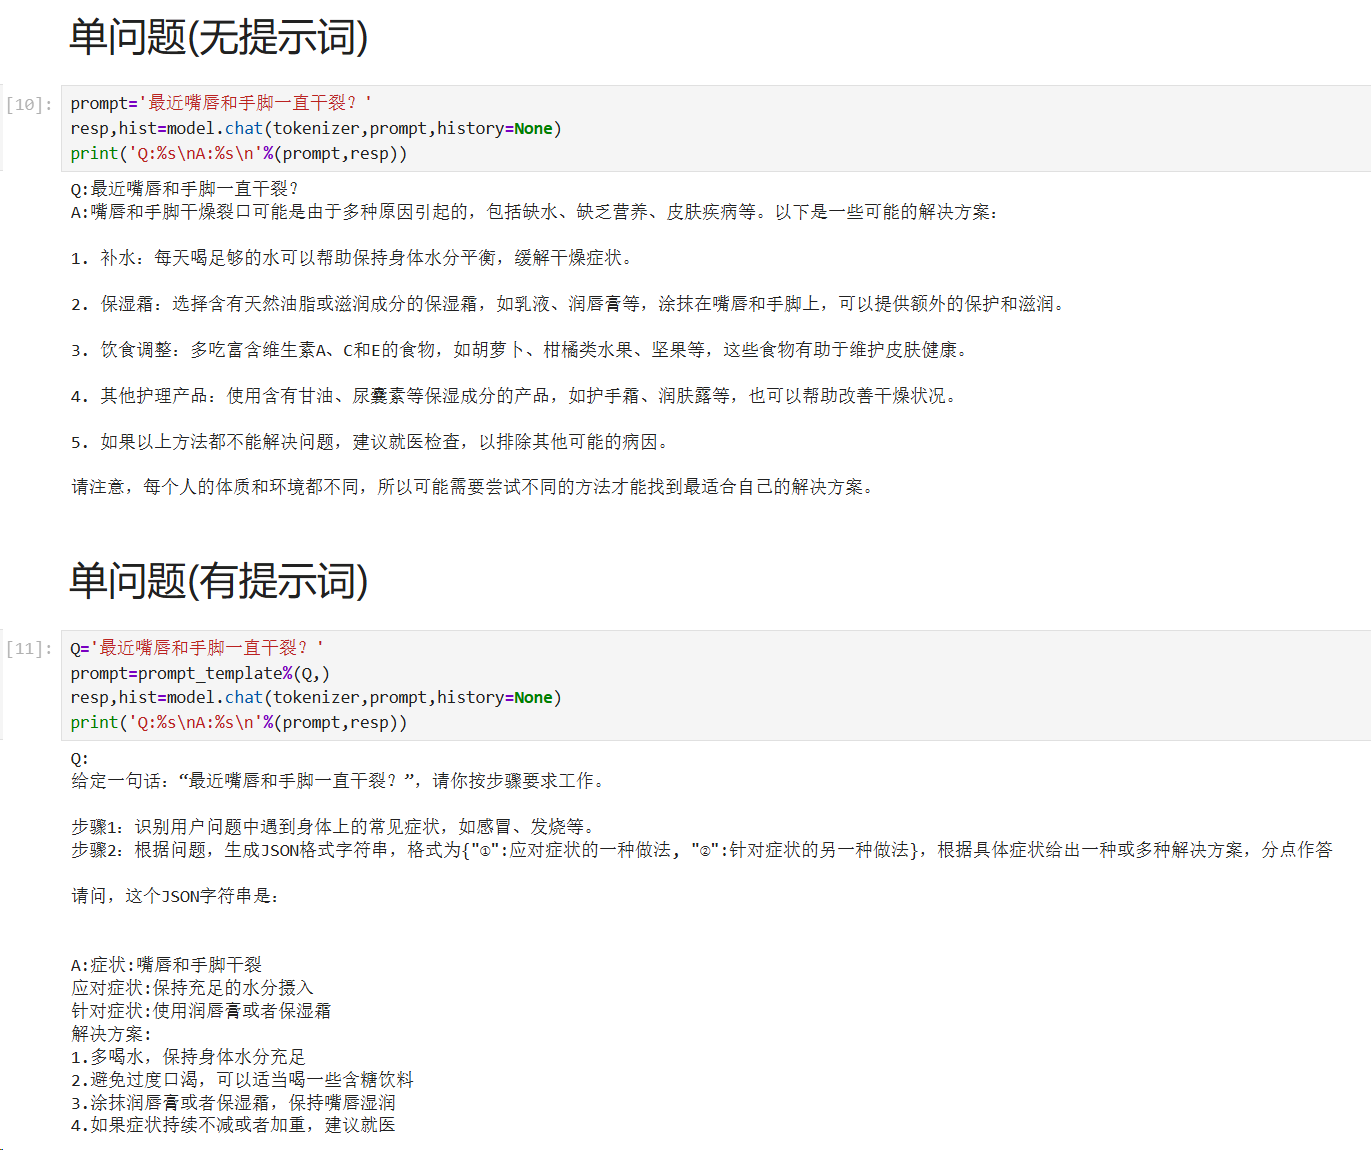 单问题(无提示词)
[10]:
prompt='最近嘴唇和手脚一直干裂？'
resp,hist=model.chat(tokenizer,prompt,history=None)
print('Q:%s\nA:%s\n'%(prompt,resp))
Q:最近嘴唇和手脚一直干裂？
A:嘴唇和手脚干燥裂口可能是由于多种原因引起的，包括缺水、缺乏营养、皮肤疾病等。以下是一些可能的解决方案：
1. 补水：每天喝足够的水可以帮助保持身体水分平衡，缓解干燥症状。
2. 保湿霜：选择含有天然油脂或滋润成分的保湿霜，如乳液、润唇膏等，涂抹在嘴唇和手脚上，可以提供额外的保护和滋润。
3. 饮食调整：多吃富含维生素A、C和E的食物，如胡萝卜、柑橘类水果、坚果等，这些食物有助于维护皮肤健康。
4. 其他护理产品：使用含有甘油、尿囊素等保湿成分的产品，如护手霜、润肤露等，也可以帮助改善干燥状况。
5. 如果以上方法都不能解决问题，建议就医检查，以排除其他可能的病因。
请注意，每个人的体质和环境都不同，所以可能需要尝试不同的方法才能找到最适合自己的解决方案。
单问题(有提示词)
[11]:
Q='最近嘴唇和手脚一直干裂？'
prompt=prompt_template%(Q,)
resp,hist=model.chat(tokenizer,prompt,history=None)
print('Q:%s\nA:%s\n'%(prompt,resp))
Q:
给定一句话：“最近嘴唇和手脚一直干裂？”，请你按步骤要求工作。
步骤1：识别用户问题中遇到身体上的常见症状，如感冒、发烧等。
步骤2：根据问题，生成JSON格式字符串，格式为{"①":应对症状的一种做法, "②":针对症状的另一种做法}，根据具体症状给出一种或多种解决方案，分点作答
请问，这个JSON字符串是：
A:症状:嘴唇和手脚干裂
应对症状:保持充足的水分摄入
针对症状:使用润唇膏或者保湿霜
解决方案:
1.多喝水，保持身体水分充足
2.避免过度口渴，可以适当喝一些含糖饮料
3.涂抹润唇膏或者保湿霜，保持嘴唇湿润
4.如果症状持续不减或者加重，建议就医